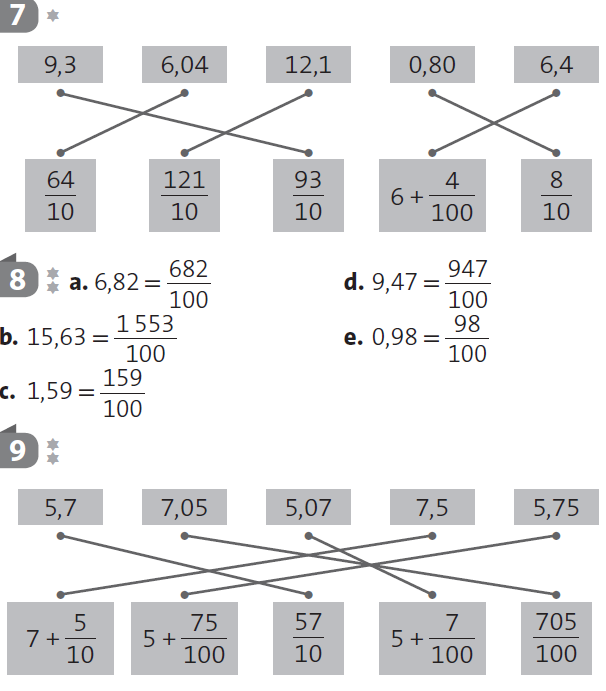 7
9,3 6,04 12,1 0,80 6,4
64/10 121/10 93/10 6 + 4/100 8/10
8 a. 6,82 = 682/100 d. 9,47 = 947/100
b. 15,63 = 1 553/100 e. 0,98 = 98/100
c. 1,59 = 159/100
9
5,7 7,05 5,07 7,5 5,75
7 + 5/10 5 + 75/100 57/10 5 + 7/100 705/100